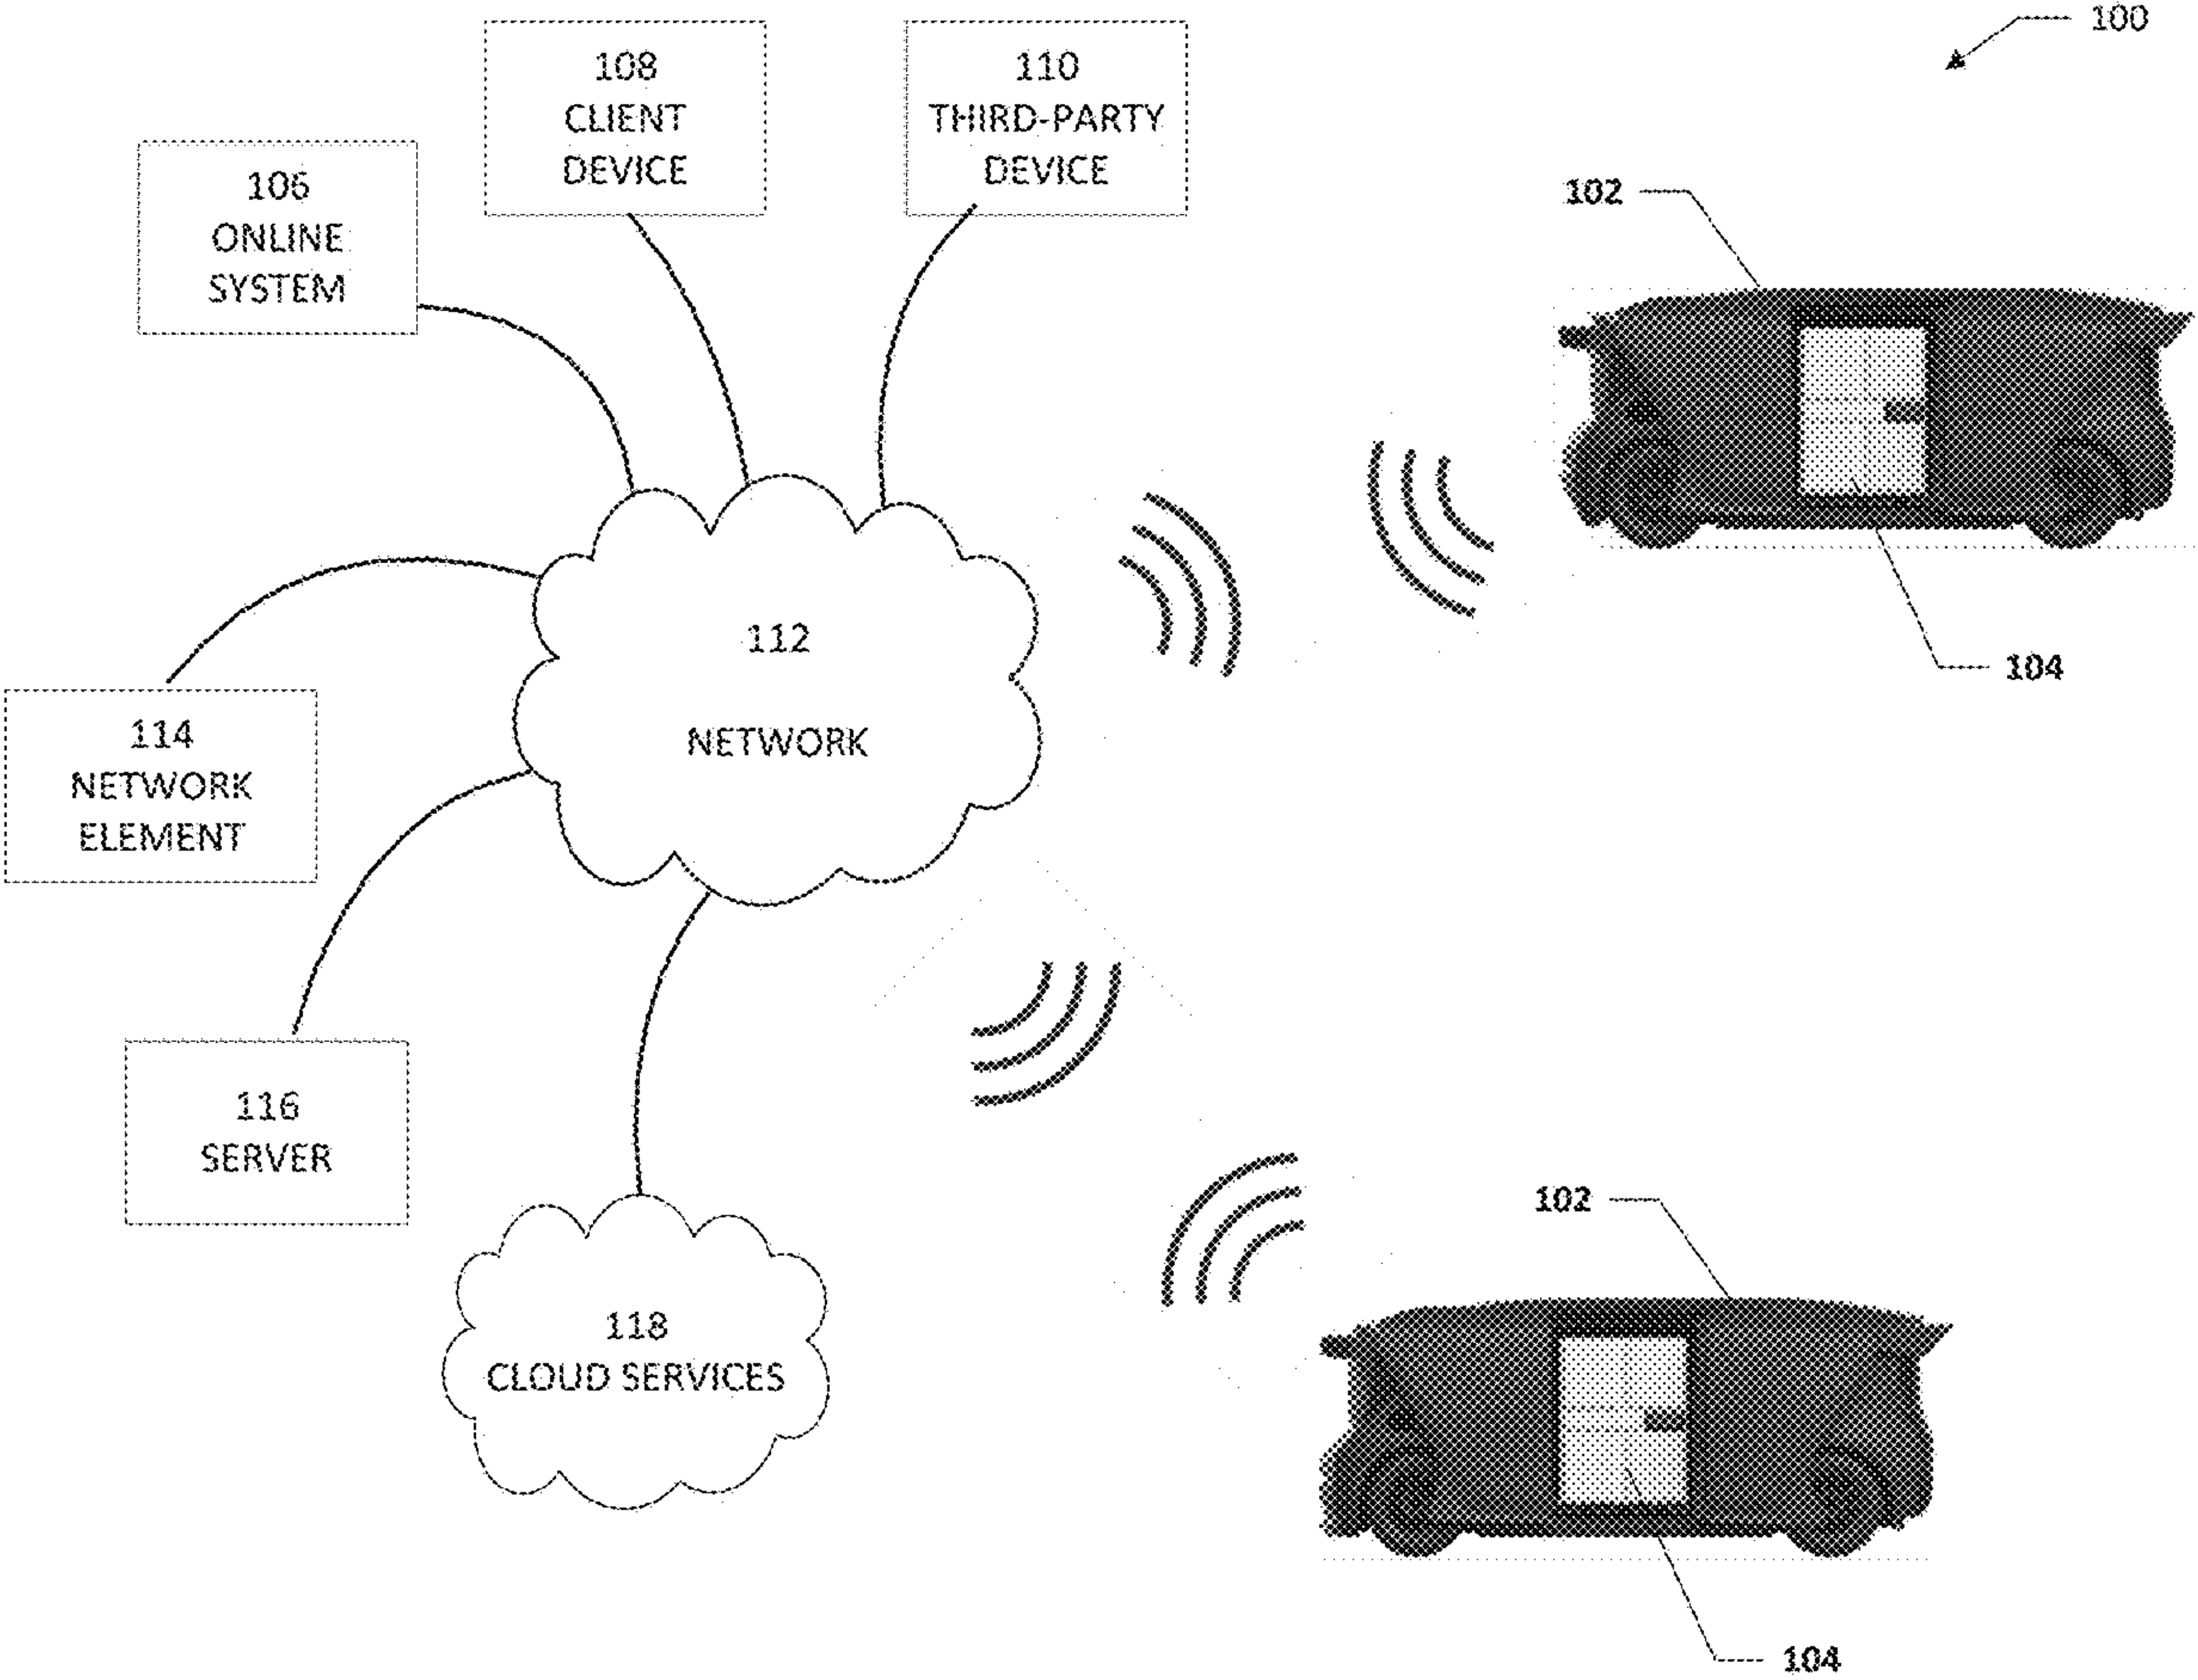 100
108
CLIENT
DEVICE
110
THIRD-PARTY
DEVICE
106
ONLINE
SYSTEM
102
112
NETWORK
104
114
NETWORK
ELEMENT
116
SERVER
102
118
CLOUD SERVICES
104